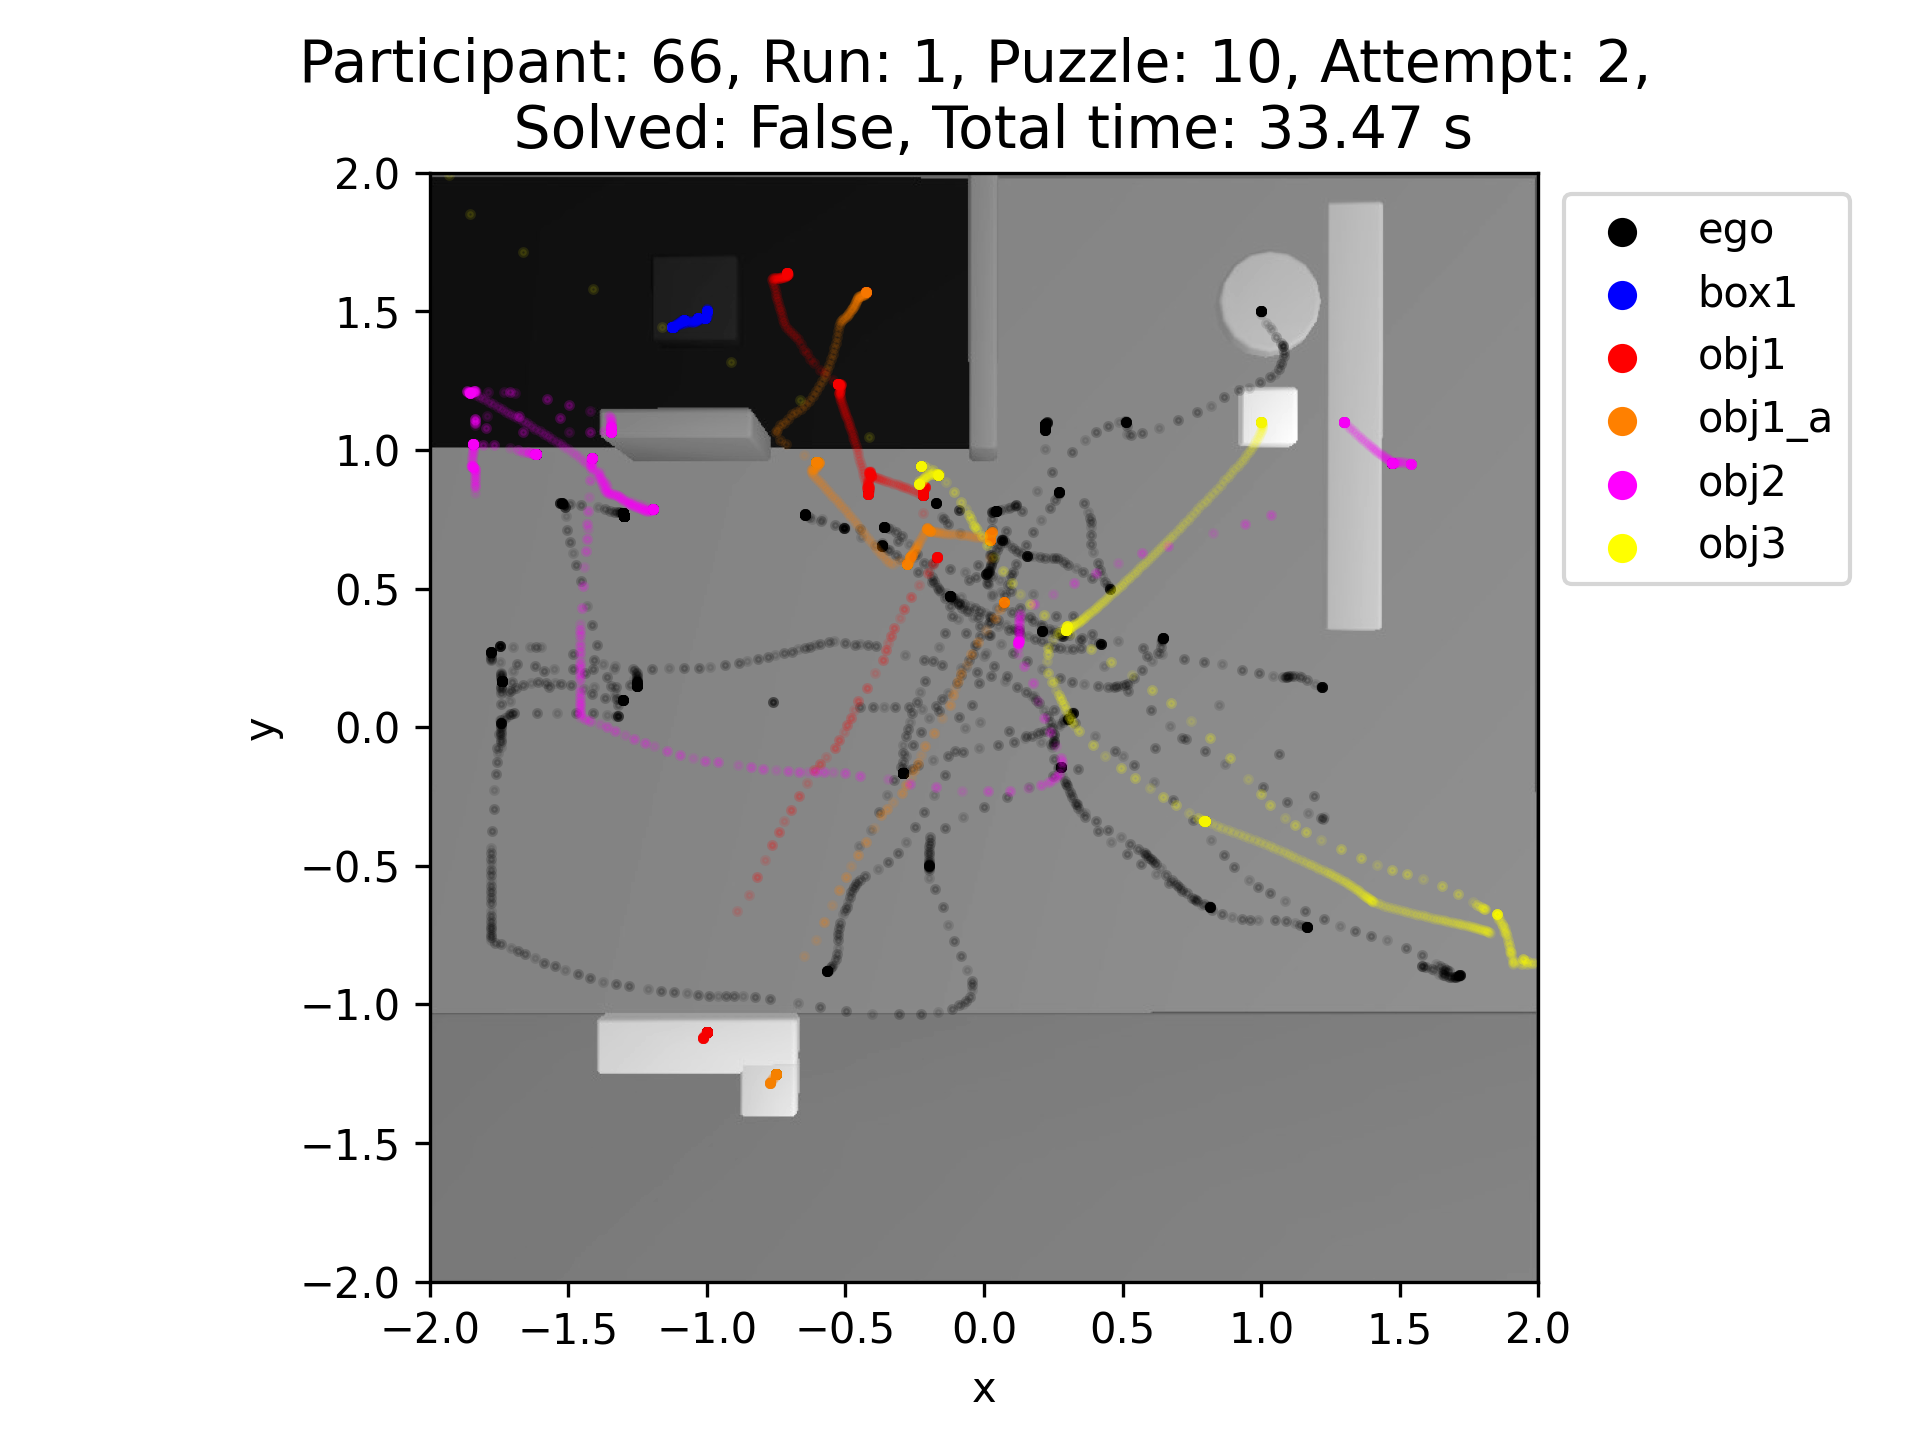 Participant: 66, Run: 1, Puzzle: 10, Attempt: 2,
Solved: False, Total time: 33.47 s
2.0
1.5
1.0
0.5
0.0
−0.5
−1.0
−1.5
−2.0
y
−2.0 −1.5 −1.0 −0.5 0.0 0.5 1.0 1.5 2.0
x
ego
box1
obj1
obj1_a
obj2
obj3